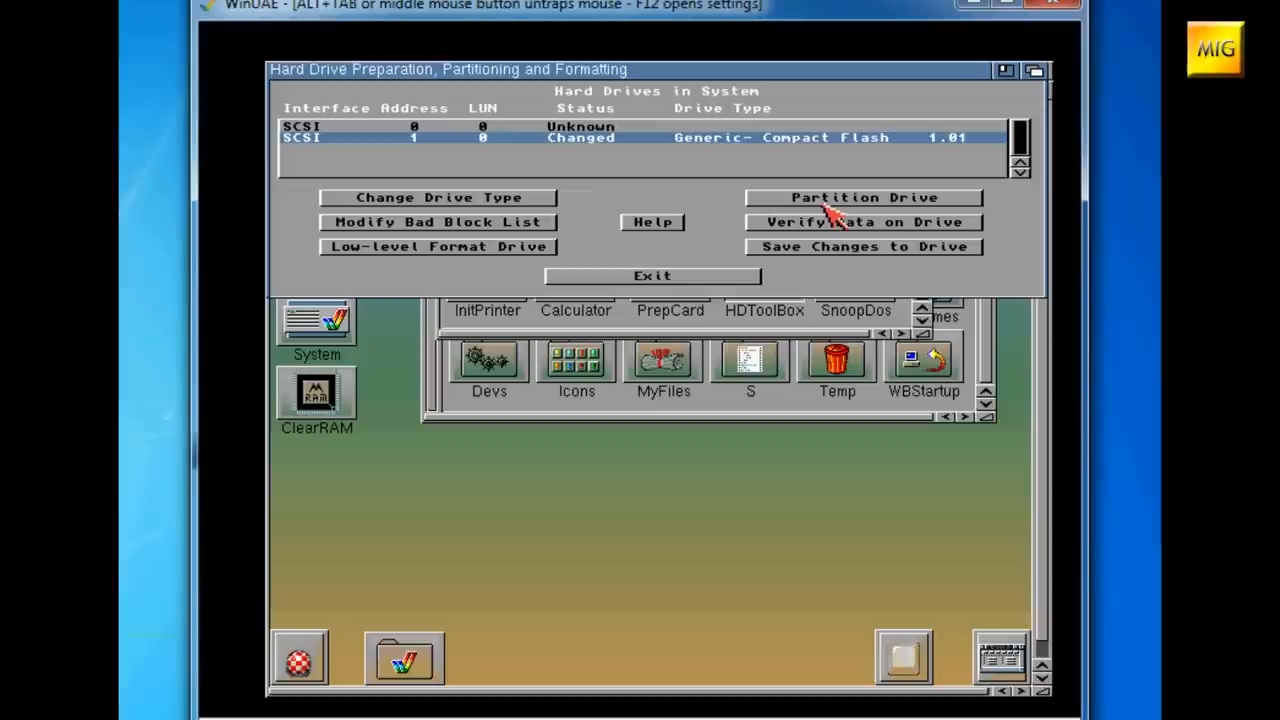 WinUAE - [ALT+TAB or middle mouse button untraps mouse - F12 opens settings]
MIG
Hard Drive Preparation, Partitioning and Formatting
Hard Drives in System
Interface Address LUN Status Drive Type
SCSI 0 0 Unknown
SCSI 1 0 Changed Generic- Compact Flash 1.01
Change Drive Type
Partition Drive
Modify Bad Block List
Help
Verify Data on Drive
Low-level Format Drive
Save Changes to Drive
Exit
InitPrinter Calculator PrepCard HDToolBox SnoopDos mes
System
RAM
Devs Icons MyFiles S Temp WBStartup
ClearRAM